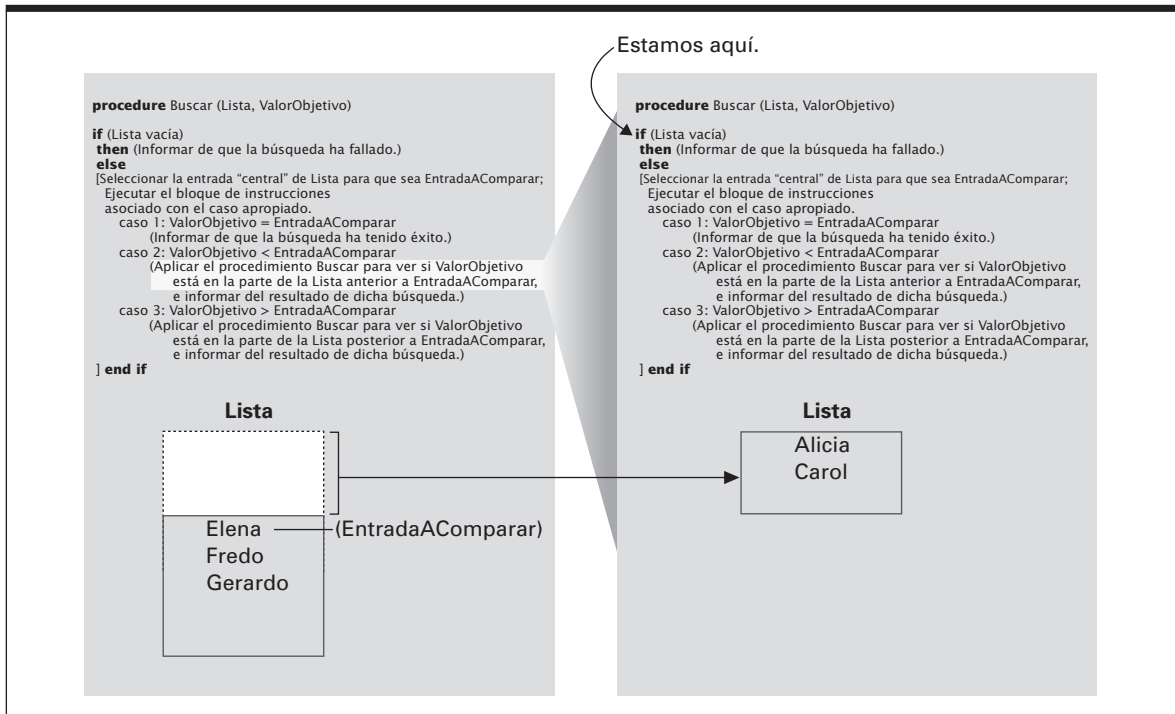 Estamos aquí.
procedure Buscar (Lista, ValorObjetivo)
if (Lista vacía)
then (Informar de que la búsqueda ha fallado.)
else
[Seleccionar la entrada “central” de Lista para que sea EntradaAComparar;
Ejecutar el bloque de instrucciones
asociado con el caso apropiado.
caso 1: ValorObjetivo = EntradaAComparar
(Informar de que la búsqueda ha tenido éxito.)
caso 2: ValorObjetivo < EntradaAComparar
(Aplicar el procedimiento Buscar para ver si ValorObjetivo
está en la parte de la Lista anterior a EntradaAComparar,
e informar del resultado de dicha búsqueda.)
caso 3: ValorObjetivo > EntradaAComparar
(Aplicar el procedimiento Buscar para ver si ValorObjetivo
está en la parte de la Lista posterior a EntradaAComparar,
e informar del resultado de dicha búsqueda.)
] end if
Lista
Elena (EntradaAComparar)
Fredo
Gerardo
procedure Buscar (Lista, ValorObjetivo)
if (Lista vacía)
then (Informar de que la búsqueda ha fallado.)
else
[Seleccionar la entrada “central” de Lista para que sea EntradaAComparar;
Ejecutar el bloque de instrucciones
asociado con el caso apropiado.
caso 1: ValorObjetivo = EntradaAComparar
(Informar de que la búsqueda ha tenido éxito.)
caso 2: ValorObjetivo < EntradaAComparar
(Aplicar el procedimiento Buscar para ver si ValorObjetivo
está en la parte de la Lista anterior a EntradaAComparar,
e informar del resultado de dicha búsqueda.)
caso 3: ValorObjetivo > EntradaAComparar
(Aplicar el procedimiento Buscar para ver si ValorObjetivo
está en la parte de la Lista posterior a EntradaAComparar,
e informar del resultado de dicha búsqueda.)
] end if
Lista
Alicia
Carol